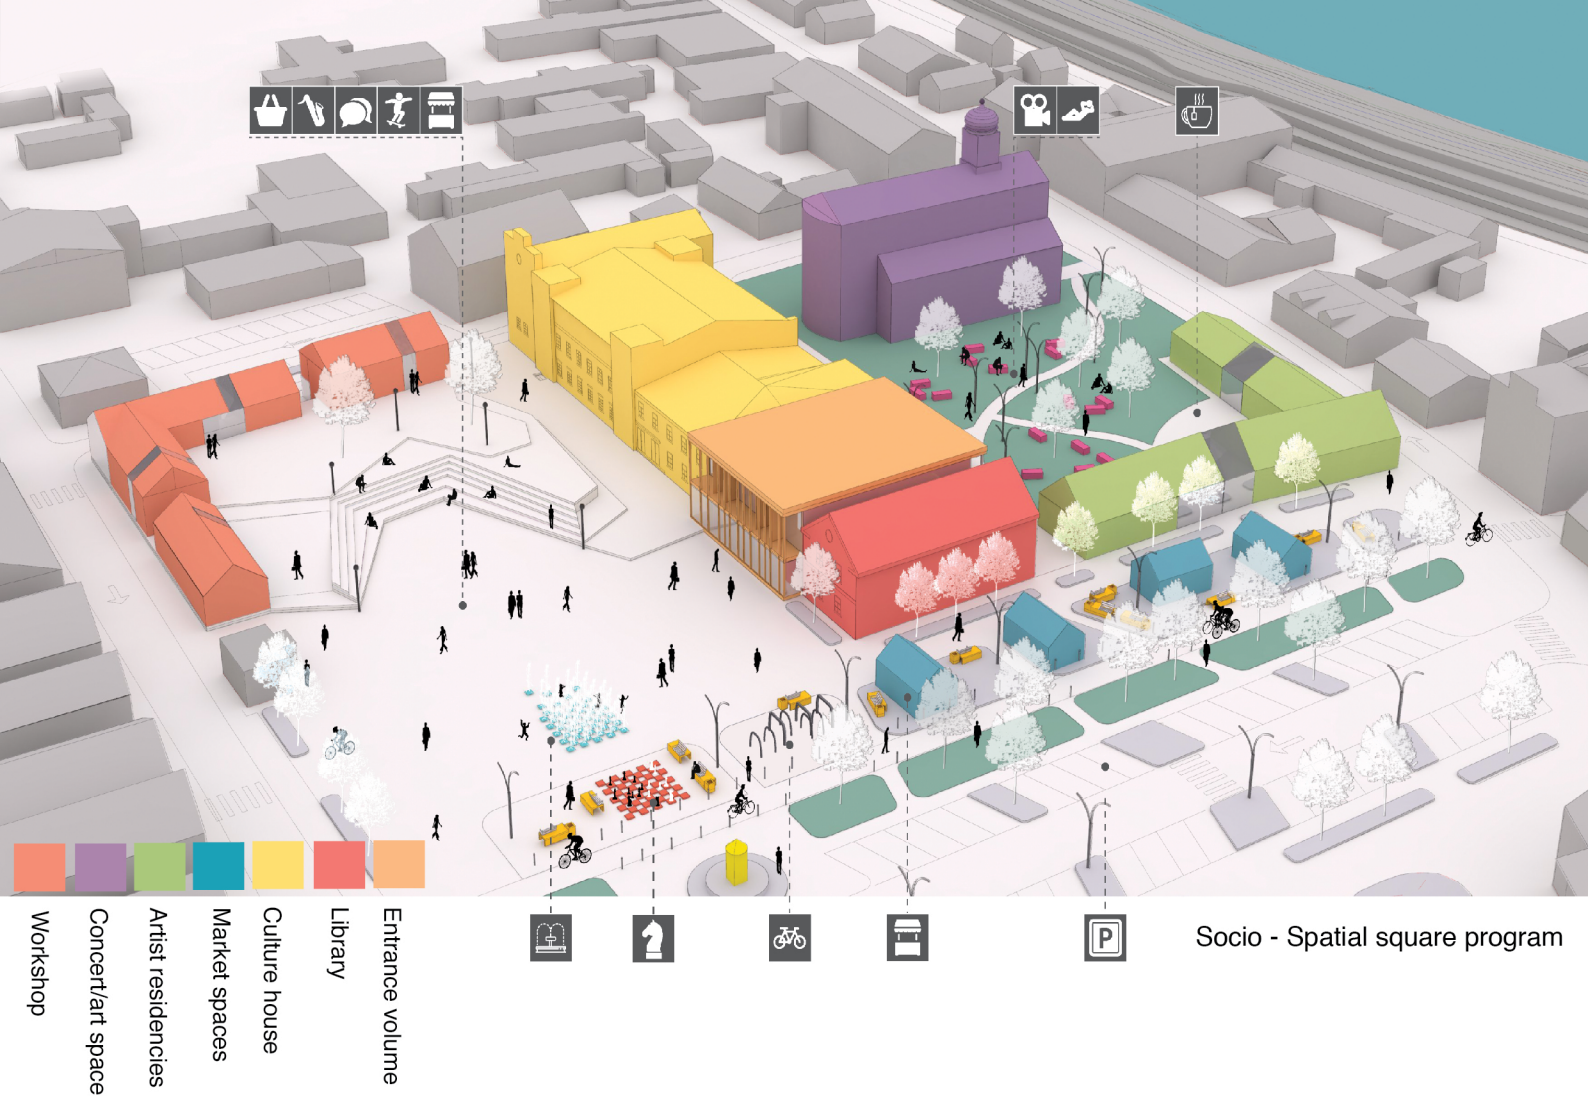 P
Socio - Spatial square program
Workshop
Concert/art space
Artist residencies
Market spaces
Culture house
Library
Entrance volume